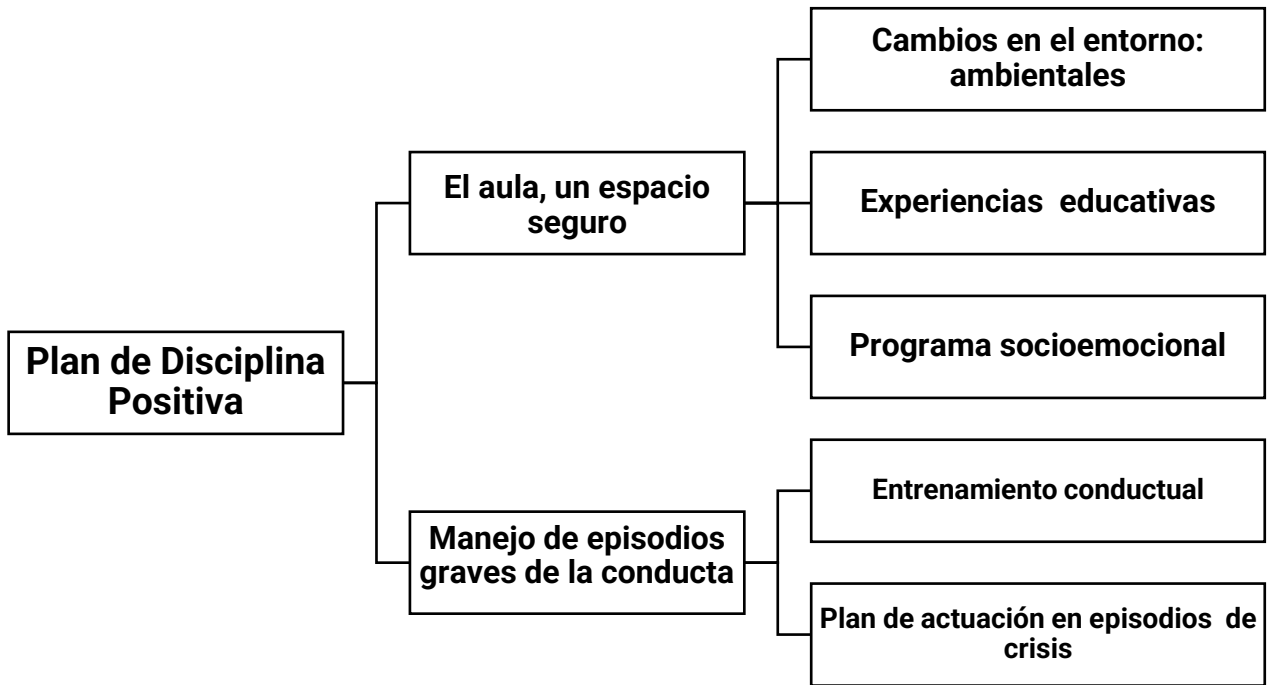 Plan de Disciplina
Positiva
El aula, un espacio
seguro
Cambios en el entorno:
ambientales
Experiencias educativas
Programa socioemocional
Manejo de episodios
graves de la conducta
Entrenamiento conductual
Plan de actuación en episodios de
crisis